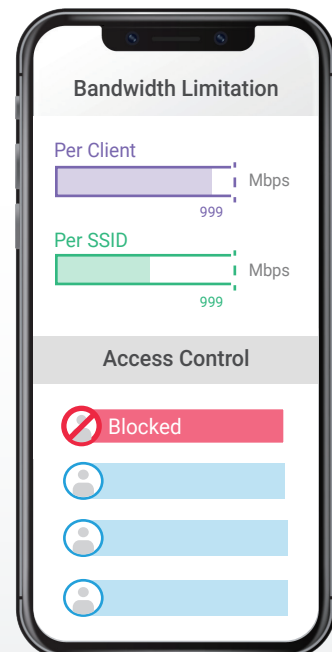 Bandwidth Limitation
Per Client
Mbps
999
Per SSID
Mbps
999
Access Control
Blocked